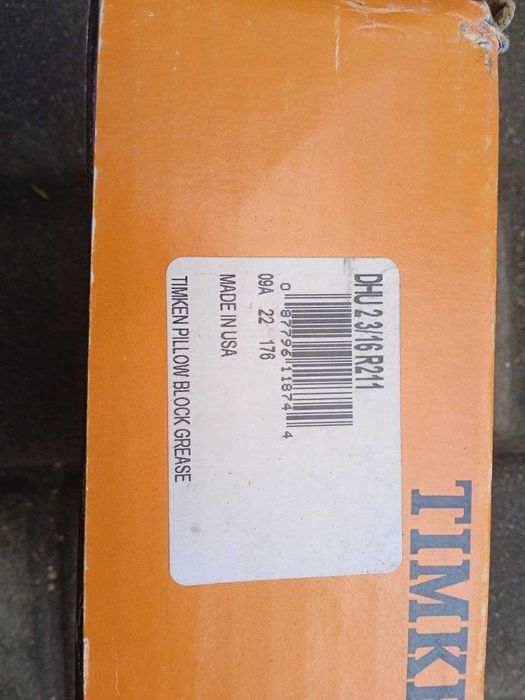 DHU 2 3/16 R211
0 87796 11874 4
09A 22 176
MADE IN USA
TIMKEN PILLOW BLOCK GREASE
TIMKE